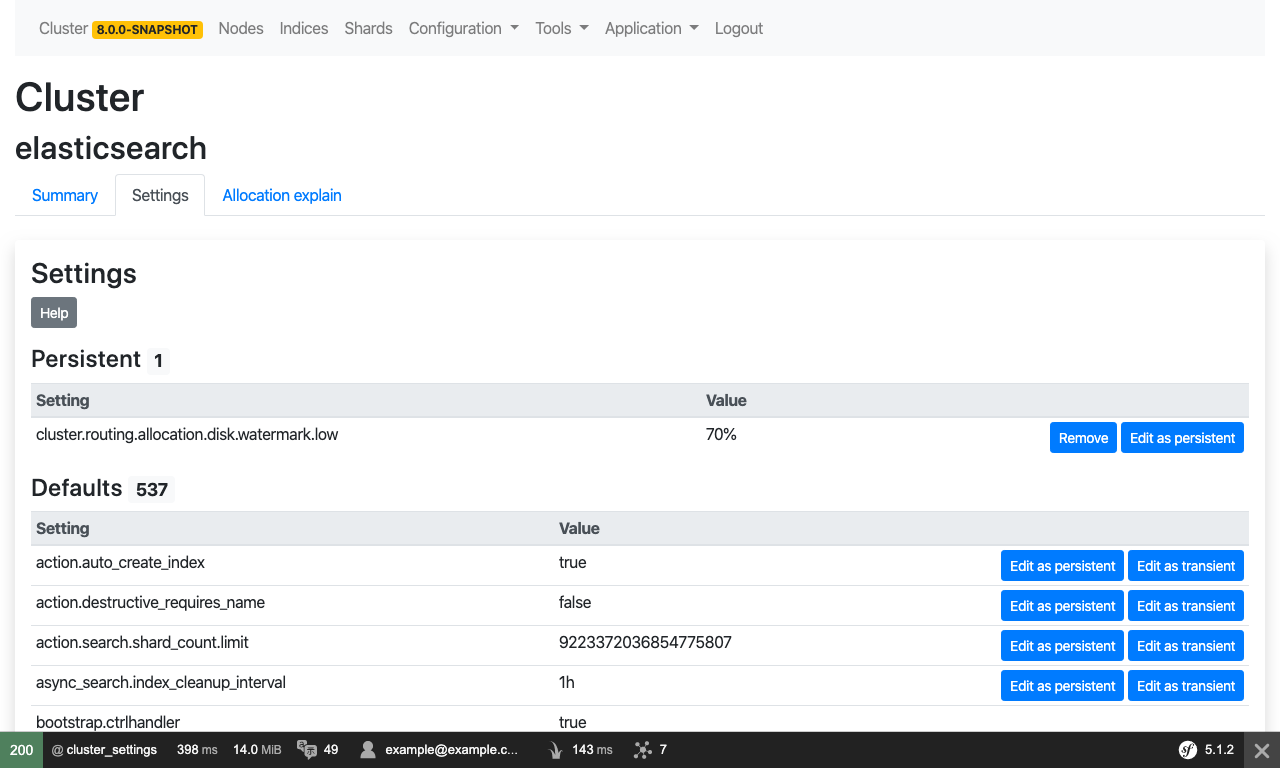 Cluster 8.0.0-SNAPSHOT Nodes Indices Shards Configuration Tools Application Logout
Cluster
elasticsearch
Summary Settings Allocation explain
Settings
Help
Persistent 1
Setting Value
cluster.routing.allocation.disk.watermark.low 70% Remove Edit as persistent
Defaults 537
Setting Value
action.auto_create_index true Edit as persistent Edit as transient
action.destructive_requires_name false Edit as persistent Edit as transient
action.search.shard_count.limit 9223372036854775807 Edit as persistent Edit as transient
async_search.index_cleanup_interval 1h Edit as persistent Edit as transient
bootstrap.ctrlhandler true
200 @ cluster_settings 398 ms 14.0 MiB 49 example@example.c... 143 ms 7 sf 5.1.2